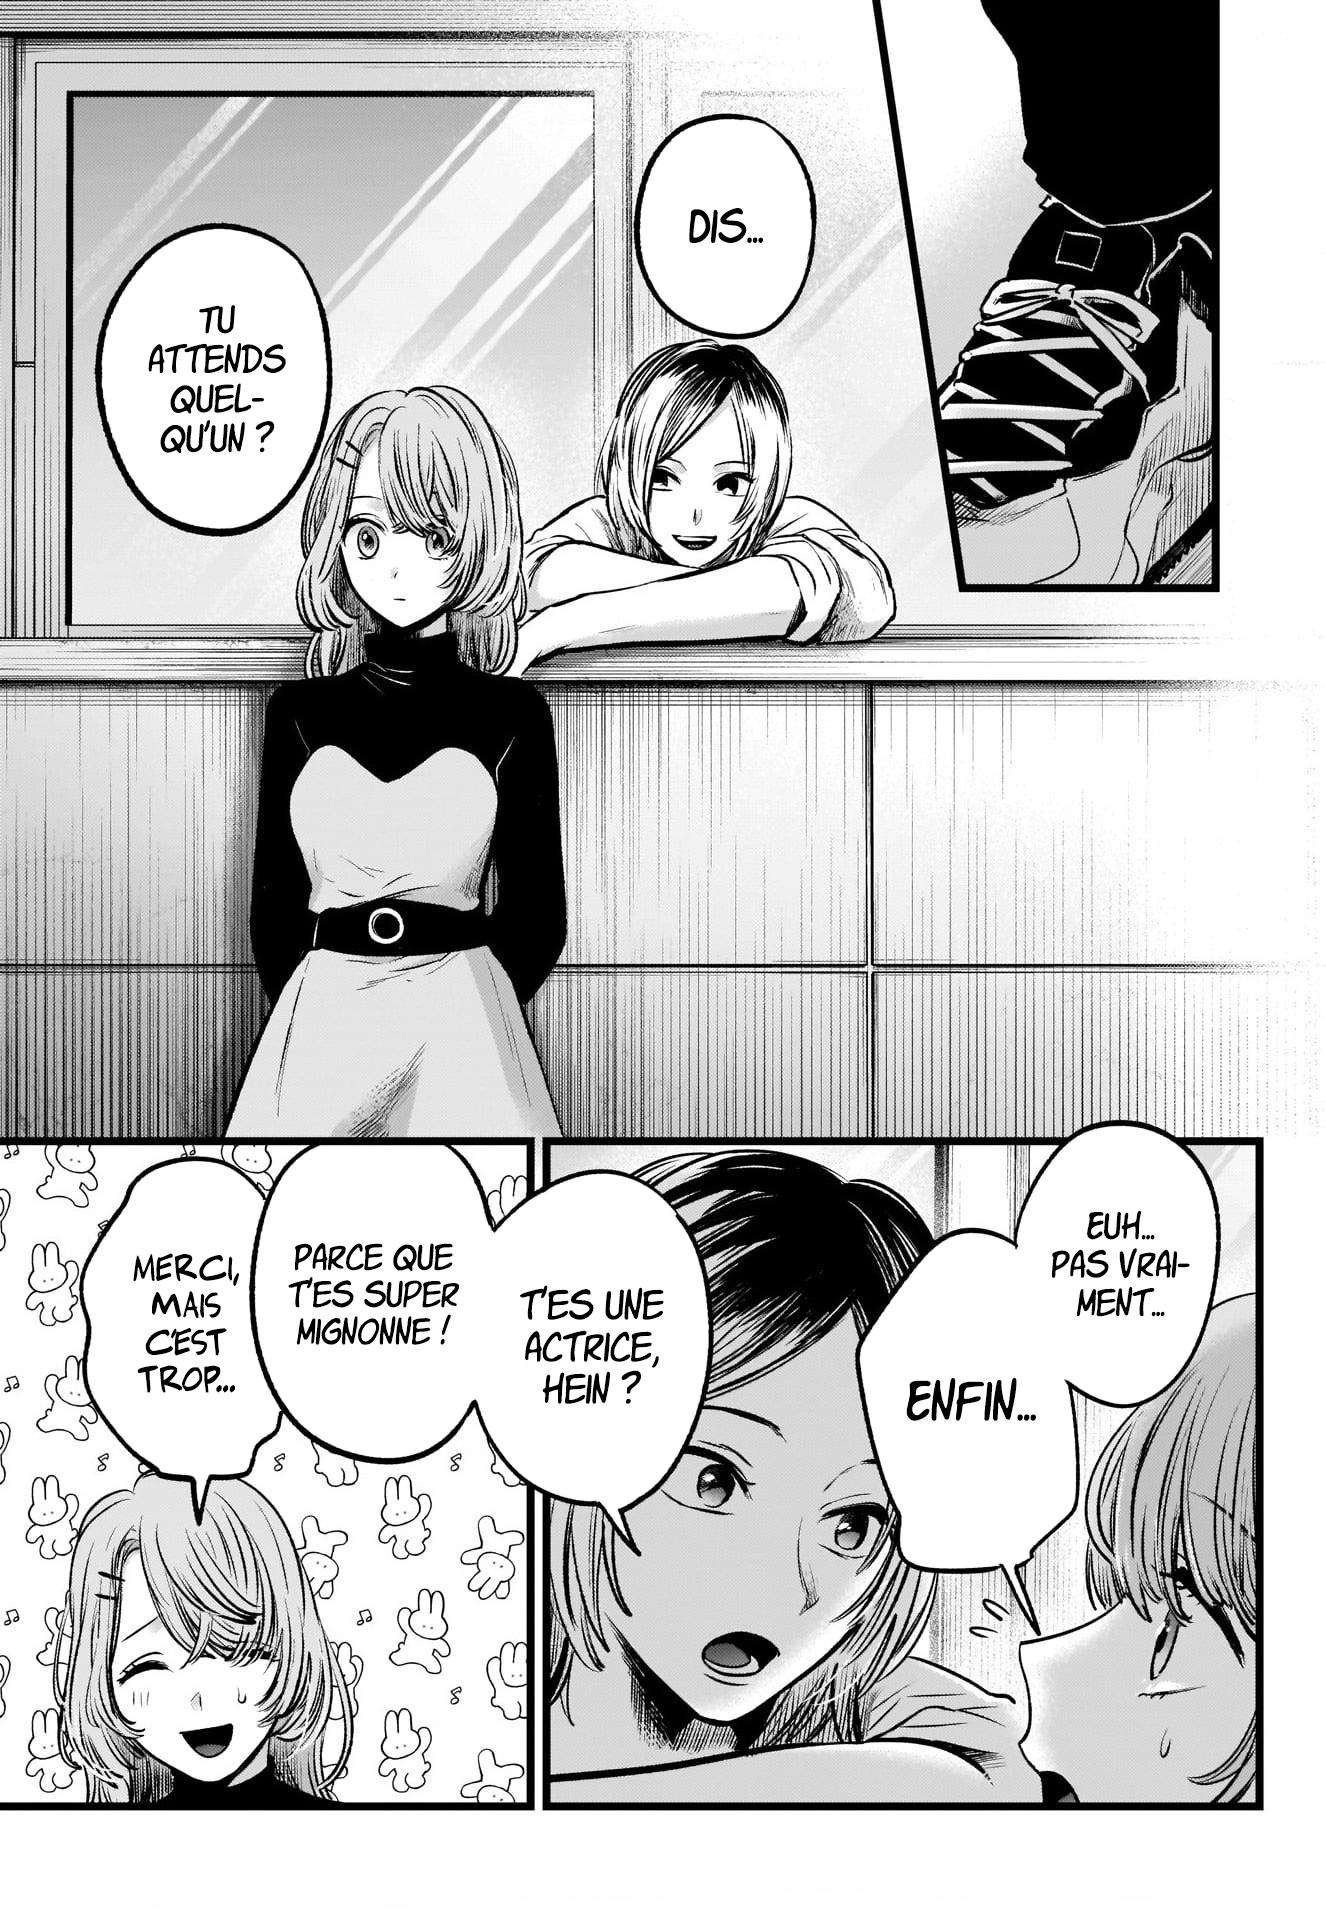 DIS...
TU
ATTENDS
QUEL-
QU'UN ?
EUH...
PAS VRAI-
MENT...
ENFIN...
T'ES UNE
ACTRICE,
HEIN ?
PARCE QUE
T'ES SUPER
MIGNONNE !
MERCI,
MAIS
C'EST
TROP...